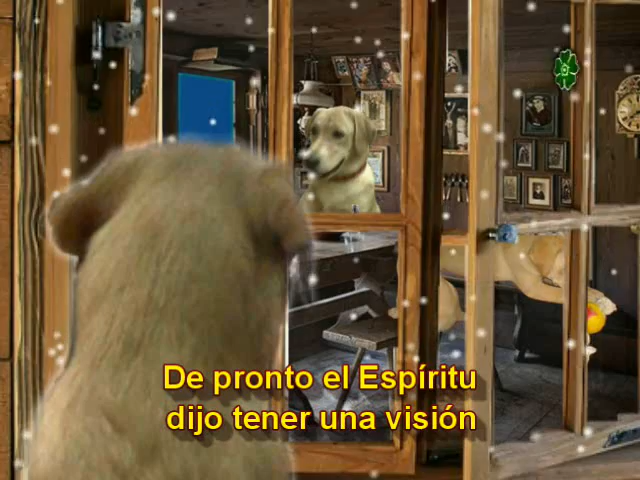 De pronto el Espíritu
dijo tener una visión